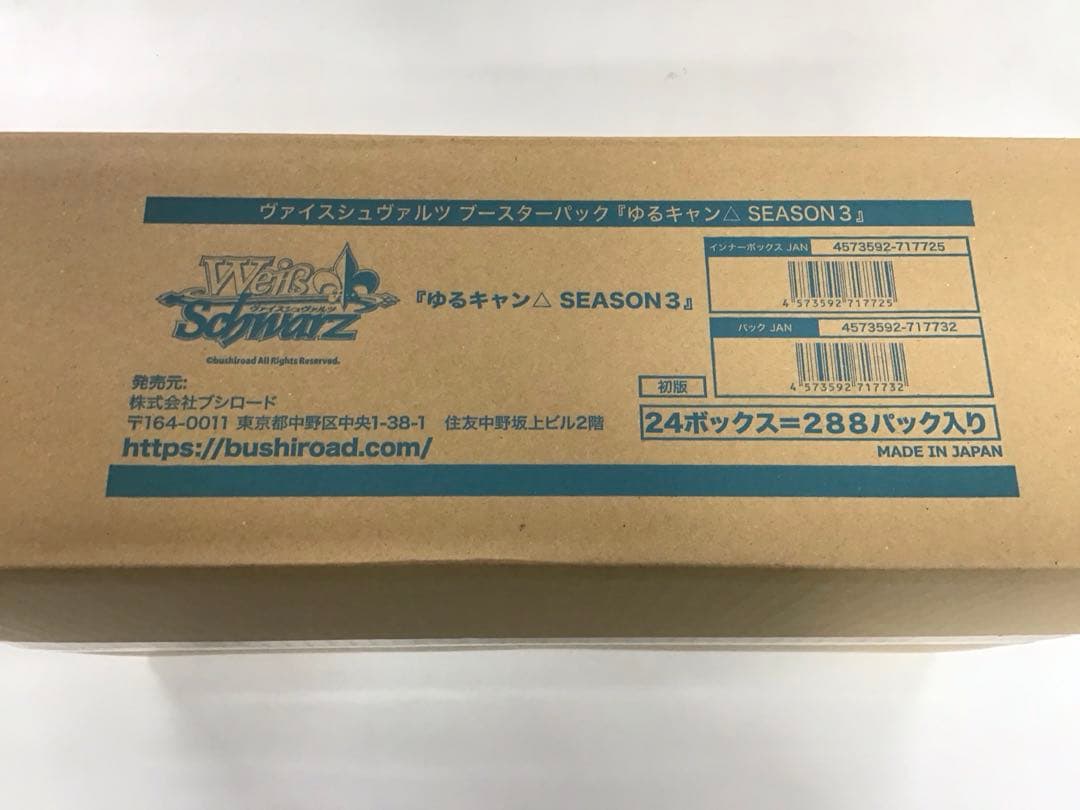 ヴァイスシュヴァルツ ブースターパック『ゆるキャン△ SEASON３』
Weiß
Schwarz
ヴァイスシュヴァルツ
©bushiroad All Rights Reserved.
『ゆるキャン△ SEASON３』
インナーボックス JAN 4573592-717725
4 573592 717725
パック JAN 4573592-717732
4 573592 717732
発売元:
株式会社ブシロード
〒164-0011 東京都中野区中央1-38-1 住友中野坂上ビル2階
https://bushiroad.com/
初版
24ボックス=288パック入り
MADE IN JAPAN